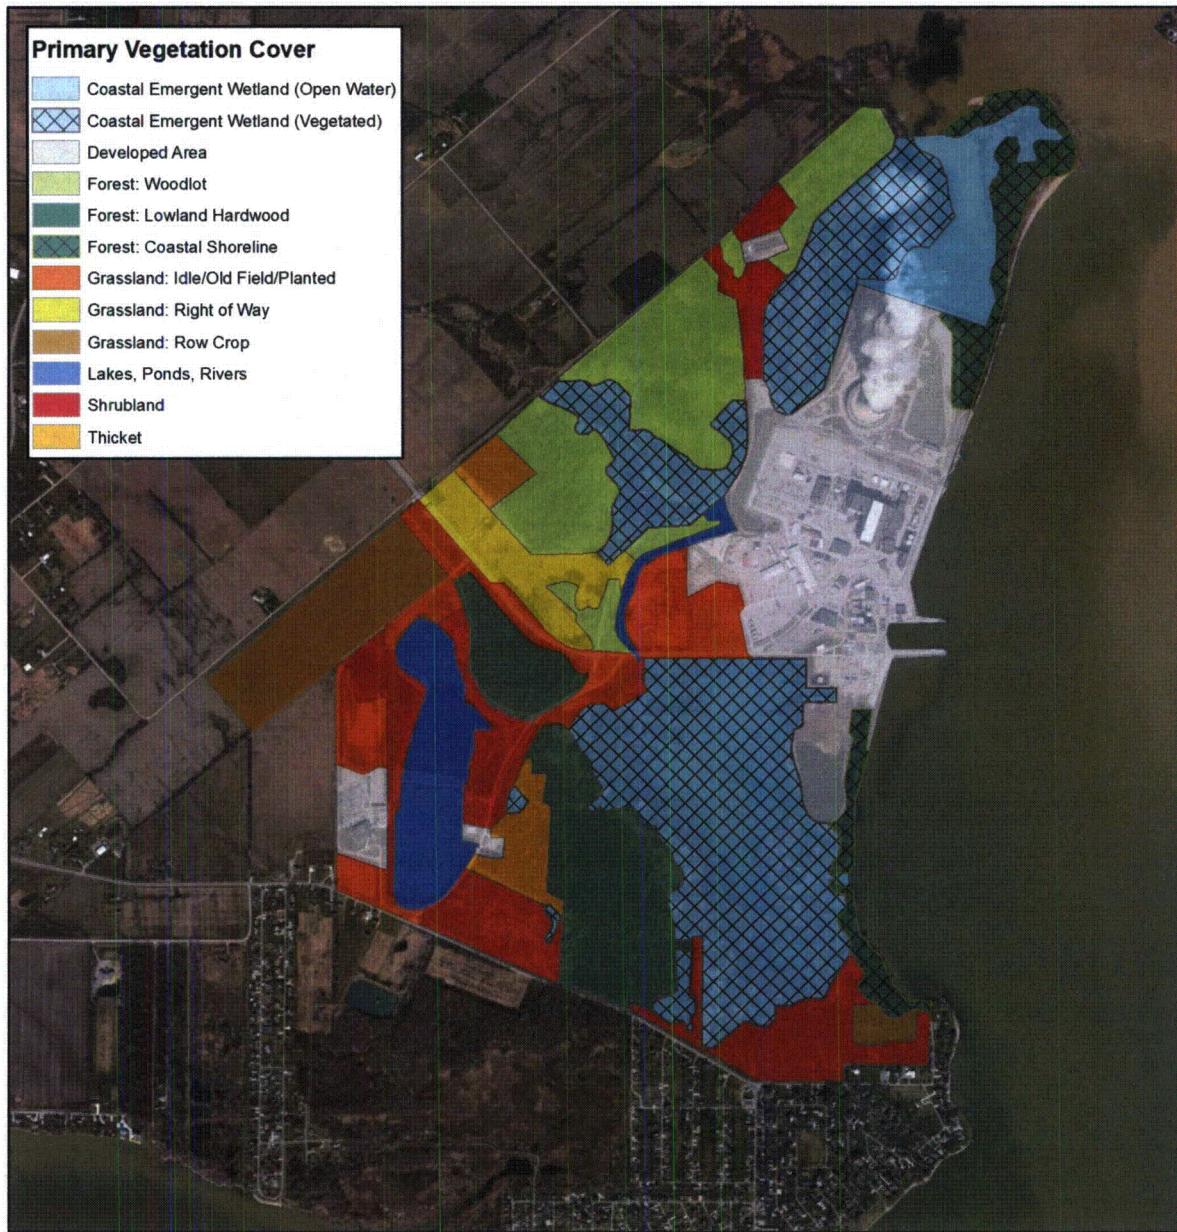 Primary Vegetation Cover
Coastal Emergent Wetland (Open Water)
Coastal Emergent Wetland (Vegetated)
Developed Area
Forest: Woodlot
Forest: Lowland Hardwood
Forest: Coastal Shoreline
Grassland: Idle/Old Field/Planted
Grassland: Right of Way
Grassland: Row Crop
Lakes, Ponds, Rivers
Shrubland
Thicket